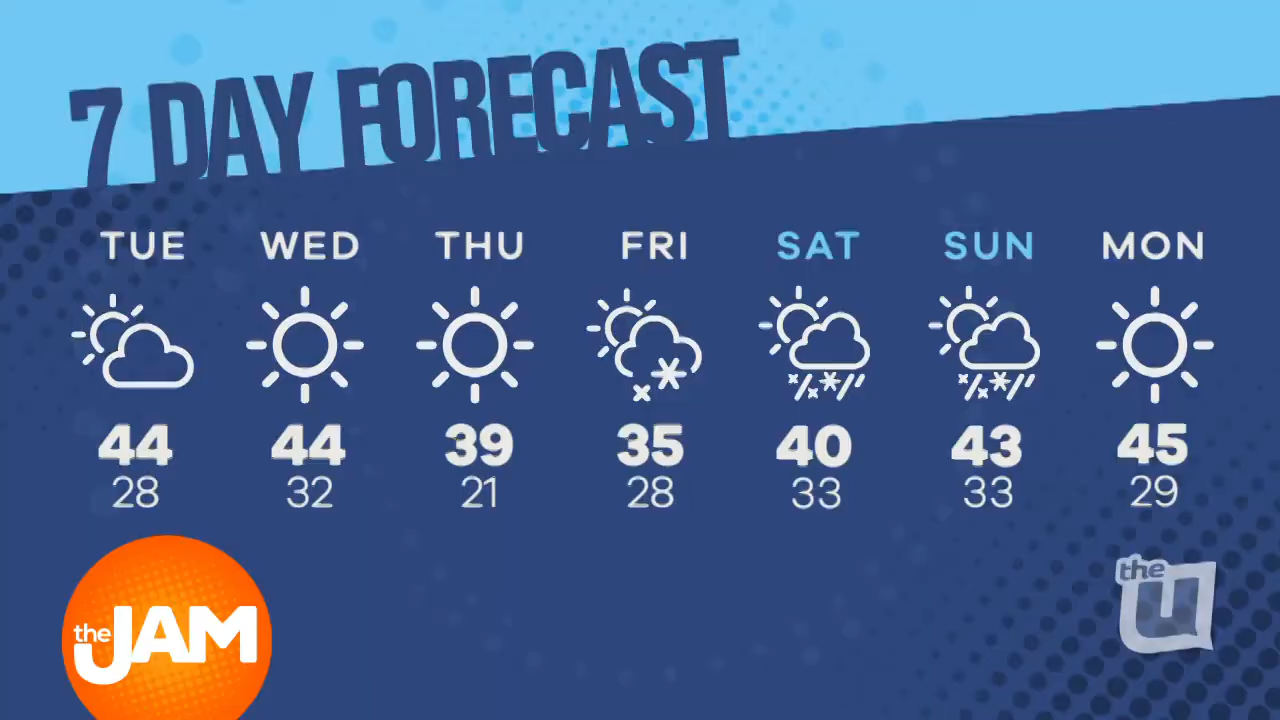 7 DAY FORECAST
TUE WED THU FRI SAT SUN MON
44 44 39 35 40 43 45
28 32 21 28 33 33 29
the JAM
the U